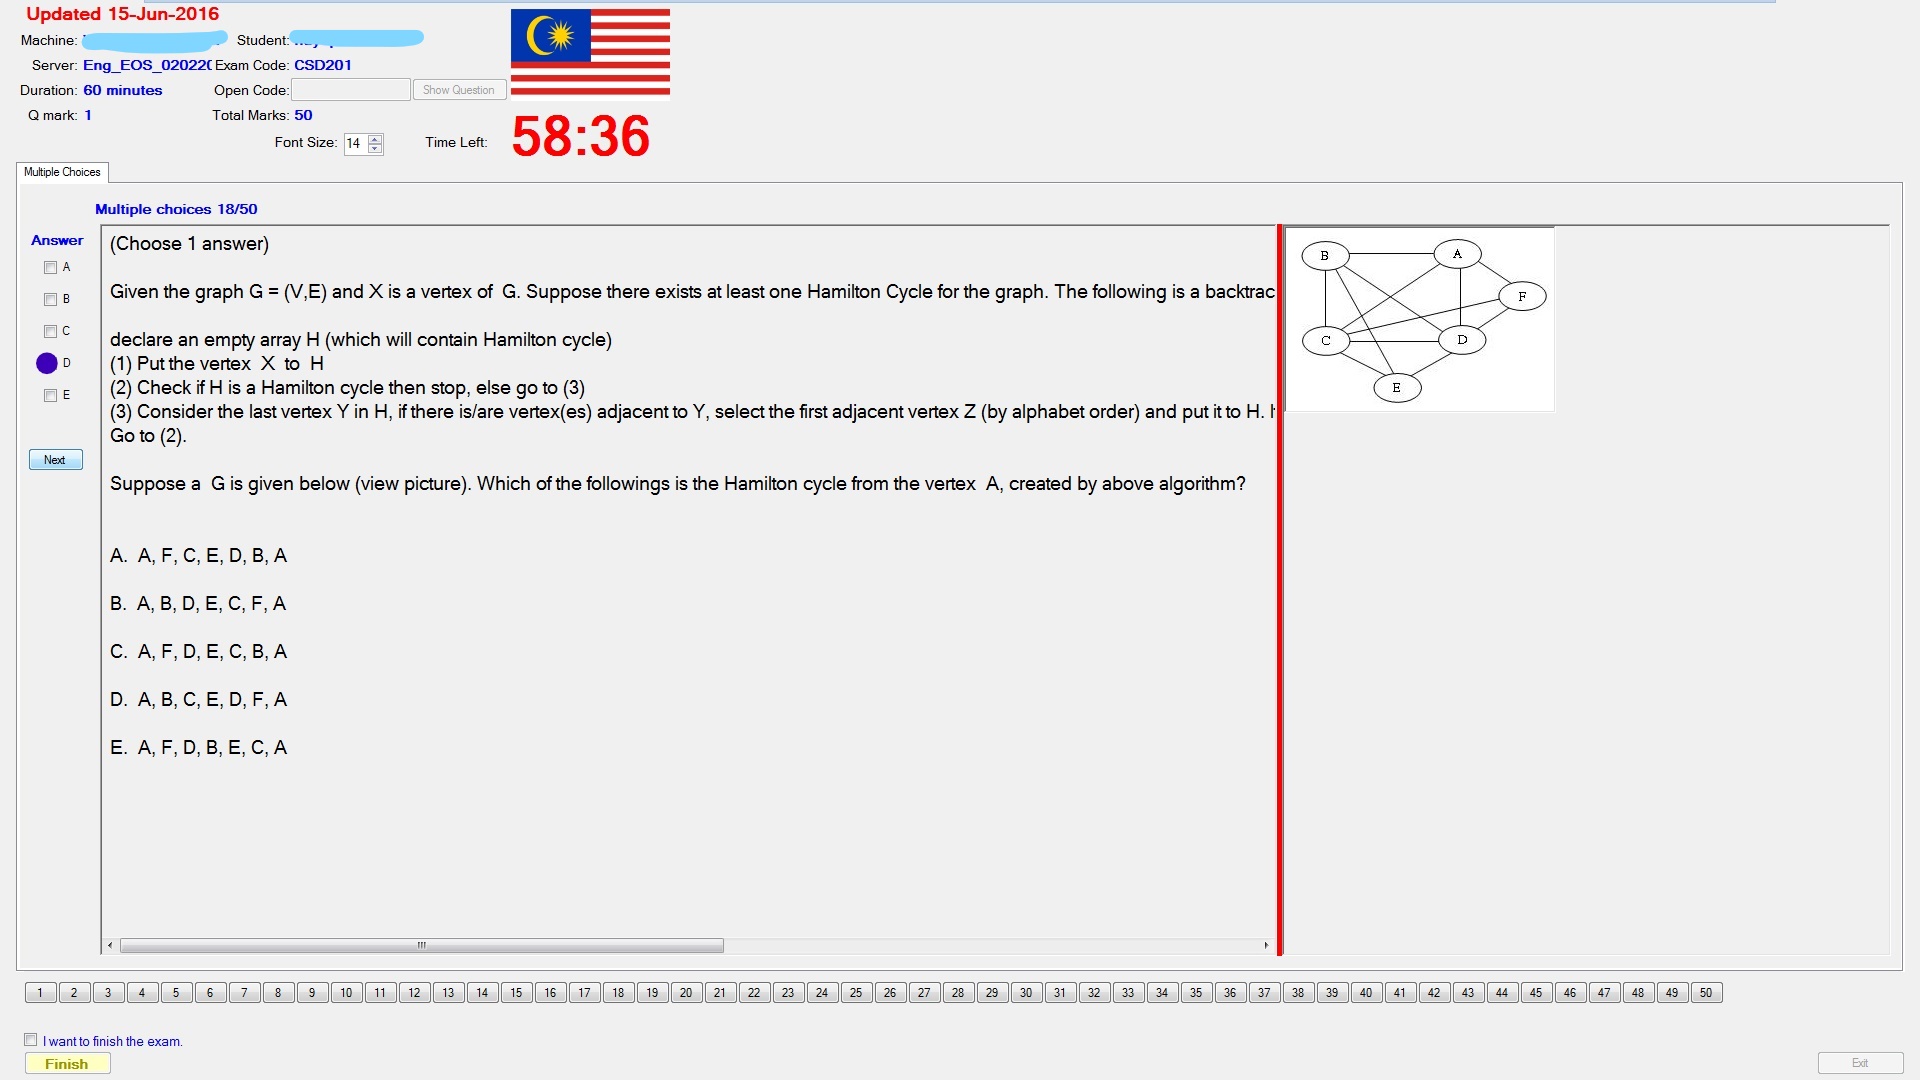 Updated 15-Jun-2016
Machine: Student:
Server: Eng_EOS_020220 Exam Code: CSD201
Duration: 60 minutes Open Code: Show Question
Q mark: 1 Total Marks: 50
Font Size: 14 Time Left: 58:36
Multiple Choices
Multiple choices 18/50
Answer
A
B
C
D
E
Next
(Choose 1 answer)
Given the graph G = (V,E) and X is a vertex of G. Suppose there exists at least one Hamilton Cycle for the graph. The following is a backtrac
declare an empty array H (which will contain Hamilton cycle)
(1) Put the vertex X to H
(2) Check if H is a Hamilton cycle then stop, else go to (3)
(3) Consider the last vertex Y in H, if there is/are vertex(es) adjacent to Y, select the first adjacent vertex Z (by alphabet order) and put it to H.
Go to (2).
Suppose a G is given below (view picture). Which of the followings is the Hamilton cycle from the vertex A, created by above algorithm?
A. A, F, C, E, D, B, A
B. A, B, D, E, C, F, A
C. A, F, D, E, C, B, A
D. A, B, C, E, D, F, A
E. A, F, D, B, E, C, A
B A
F
C D
E
1 2 3 4 5 6 7 8 9 10 11 12 13 14 15 16 17 18 19 20 21 22 23 24 25 26 27 28 29 30 31 32 33 34 35 36 37 38 39 40 41 42 43 44 45 46 47 48 49 50
I want to finish the exam.
Finish Exit